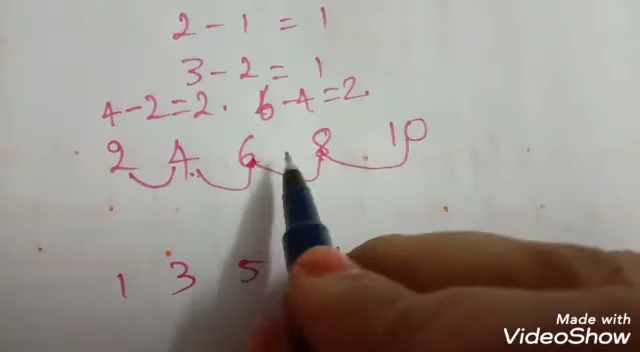 2 - 1 = 1
3 - 2 = 1
4 - 2 = 2. 6 - 4 = 2.
2 4 6 8 10
1 3 5
Made with
VideoShow